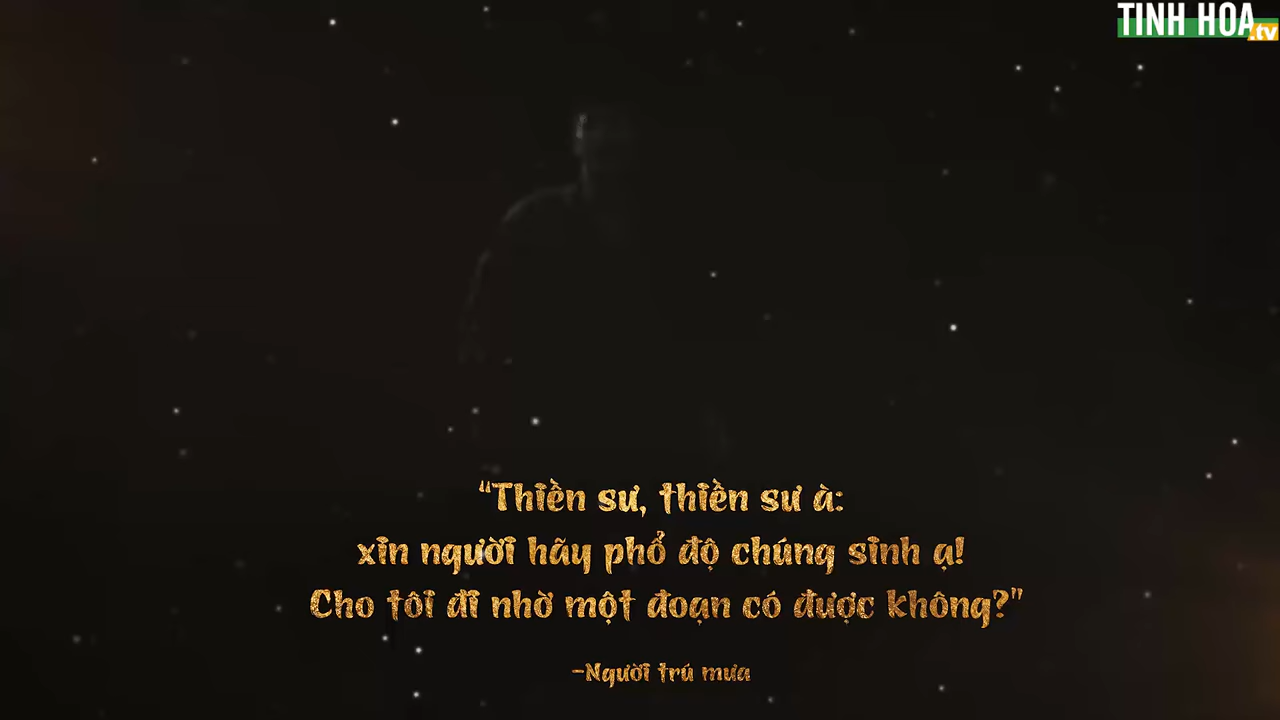 TINH HOA
.tv
“Thiền sư, thiền sư à:
xin người hãy phổ độ chúng sinh ạ!
Cho tôi đi nhờ một đoạn có được không?"
-Người trú mưa